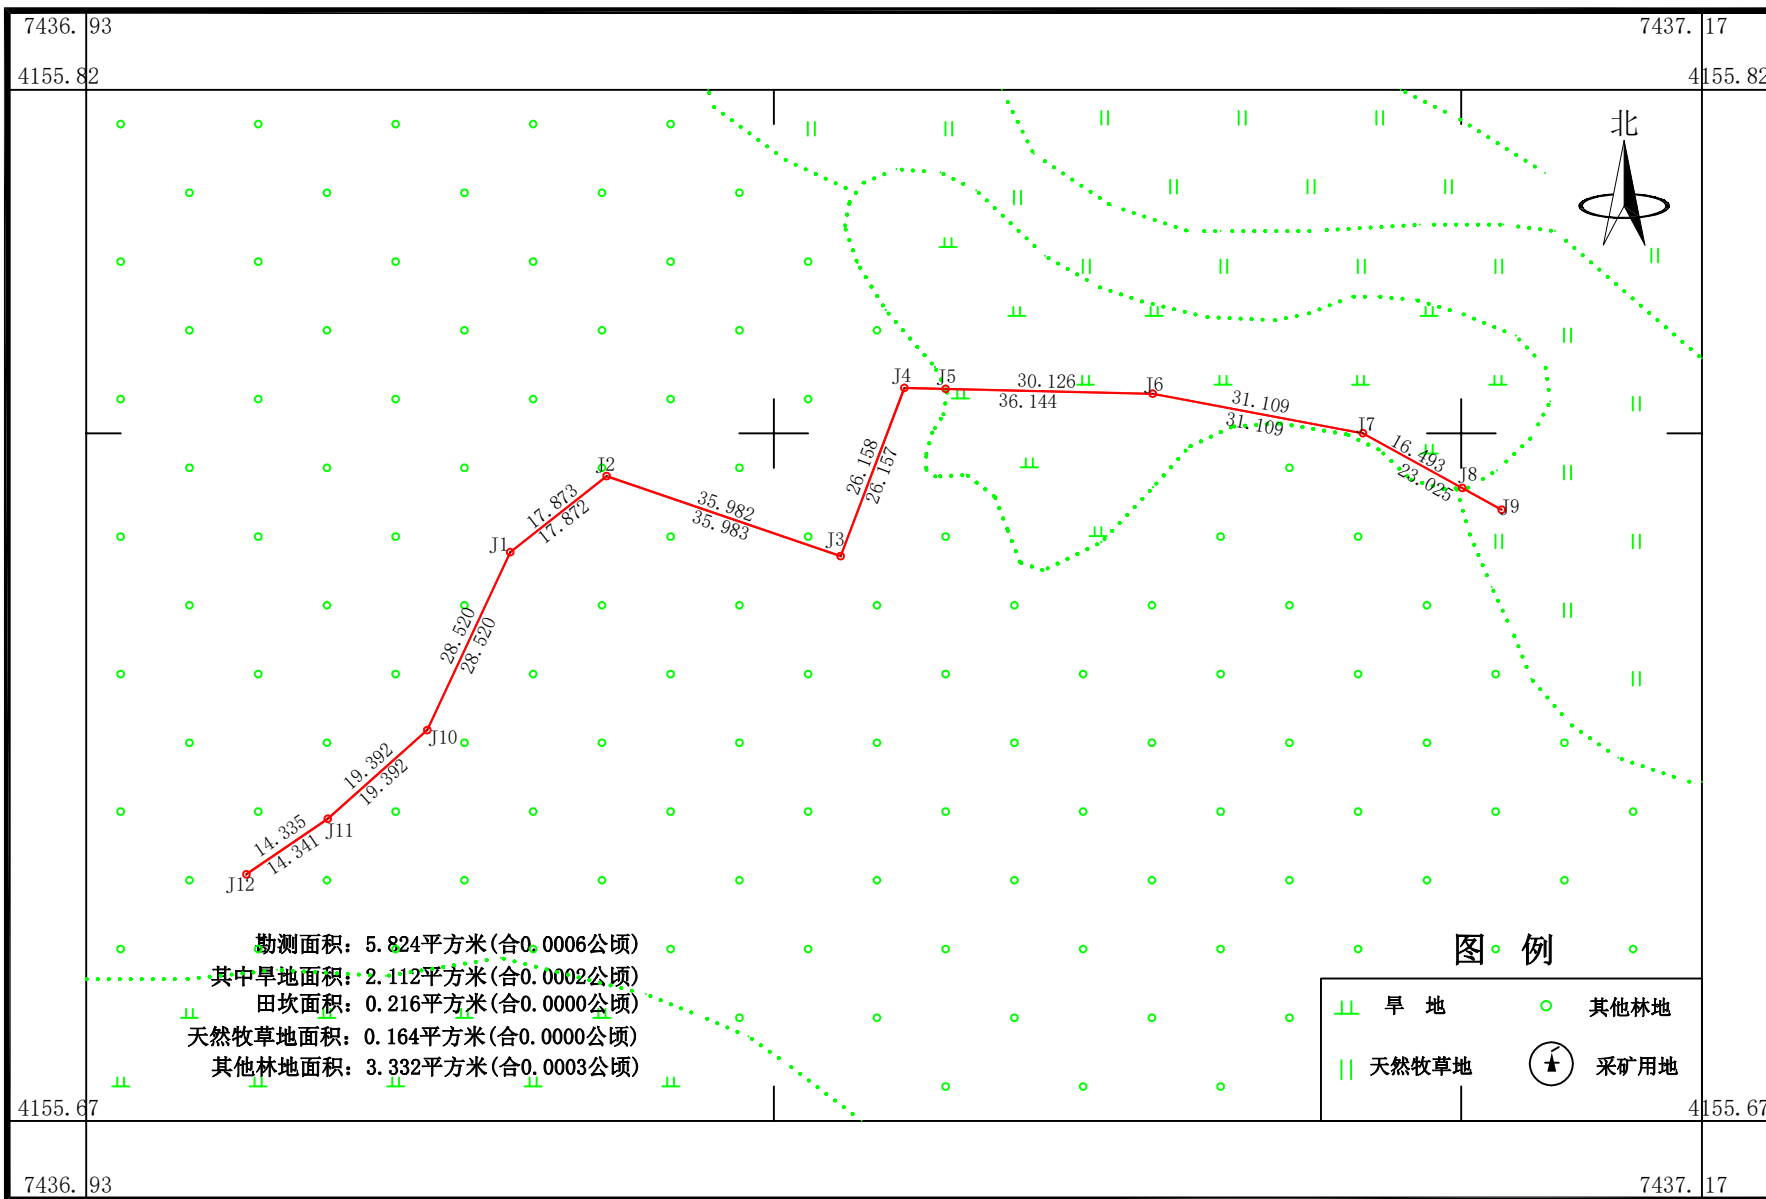 7436.93
7437.17
4155.82
4155.82
北
J4
J5
30.126
36.144
J6
31.109
31.109
J7
16.493
23.025
J8
J9
J2
17.873
17.872
35.982
35.983
26.158
26.157
J1
J3
28.520
28.520
J10
19.392
19.392
J11
14.335
14.341
J12
勘测面积：5.824平方米(合0.0006公顷)
其中旱地面积：2.112平方米(合0.0002公顷)
田坎面积：0.216平方米(合0.0000公顷)
天然牧草地面积：0.164平方米(合0.0000公顷)
其他林地面积：3.332平方米(合0.0003公顷)
图 例
旱 地
其他林地
天然牧草地
采矿用地
4155.67
4155.67
7436.93
7437.17